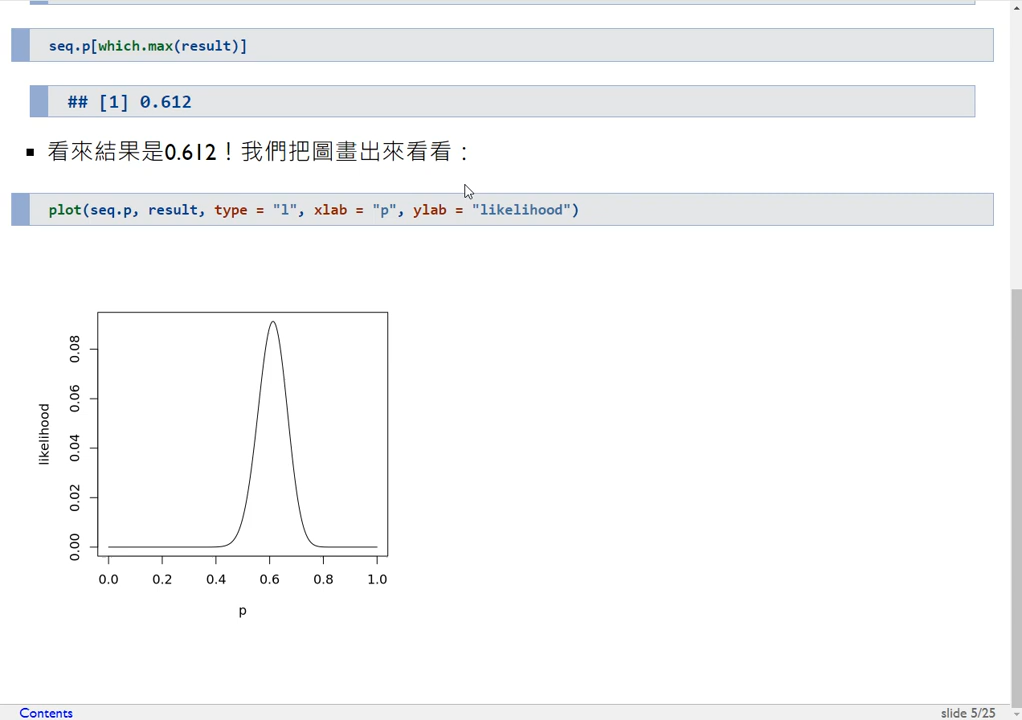 seq.p[which.max(result)]
## [1] 0.612
▪ 看來結果是0.612！我們把圖畫出來看看：
plot(seq.p, result, type = "l", xlab = "p", ylab = "likelihood")
0.08
0.06
0.04
0.02
0.00
likelihood
0.0 0.2 0.4 0.6 0.8 1.0
p
Contents
slide 5/25